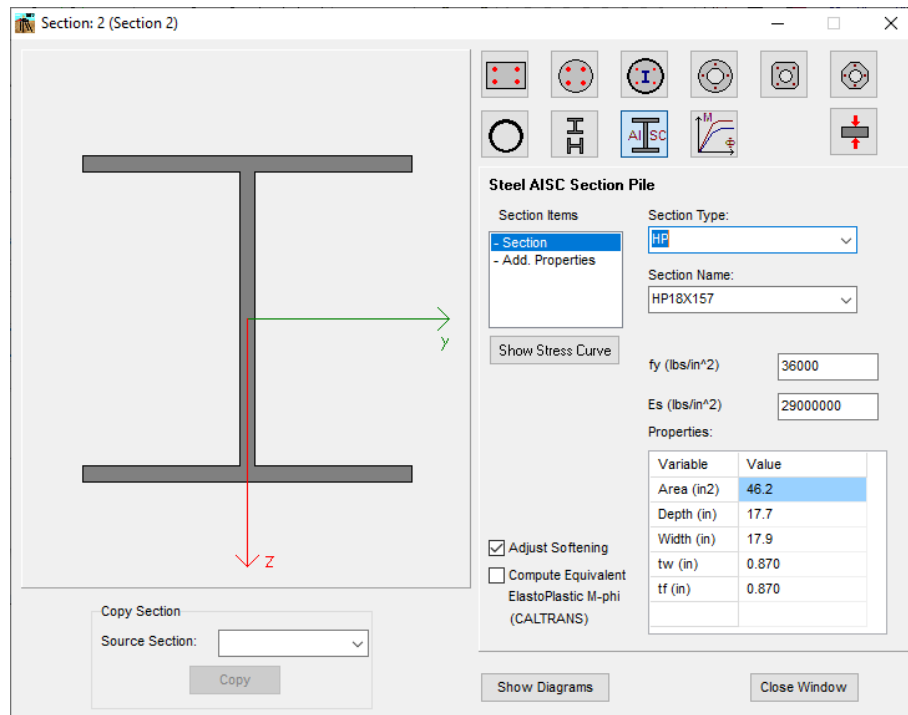 Section: 2 (Section 2)
I
AISC
M
Φ
I
H
Steel AISC Section Pile
Section Items
- Section
- Add. Properties
Show Stress Curve
Section Type:
HP
Section Name:
HP18X157
fy (lbs/in^2)
36000
Es (lbs/in^2)
29000000
Properties:
Variable Value
Area (in2) 46.2
Depth (in) 17.7
Width (in) 17.9
tw (in) 0.870
tf (in) 0.870
Adjust Softening
Compute Equivalent
ElastoPlastic M-phi
(CALTRANS)
y
Z
Copy Section
Source Section:
Copy
Show Diagrams
Close Window